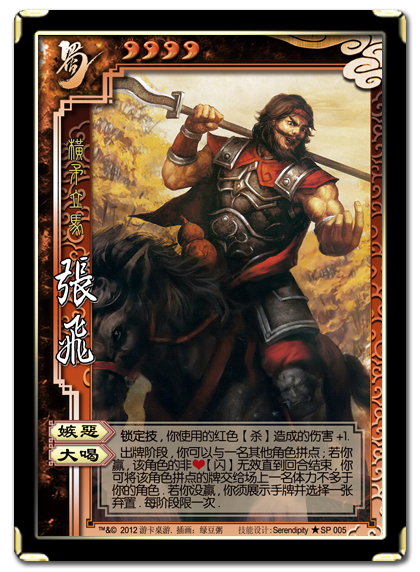 蜀
橫矛立馬
張飛
嫉惡
锁定技，你使用的红色【杀】造成的伤害 +1.
大喝
出牌阶段，你可以与一名其他角色拼点；若你
赢，该角色的非❤【闪】无效直到回合结束，你
可将该角色拼点的牌交给场上一名体力不多于
你的角色．若你没赢，你须展示手牌并选择一张
弃置．每阶段限一次．
™&© 2012 游卡桌游. 插画：绿豆粥 技能设计: Serendipity ★SP 005